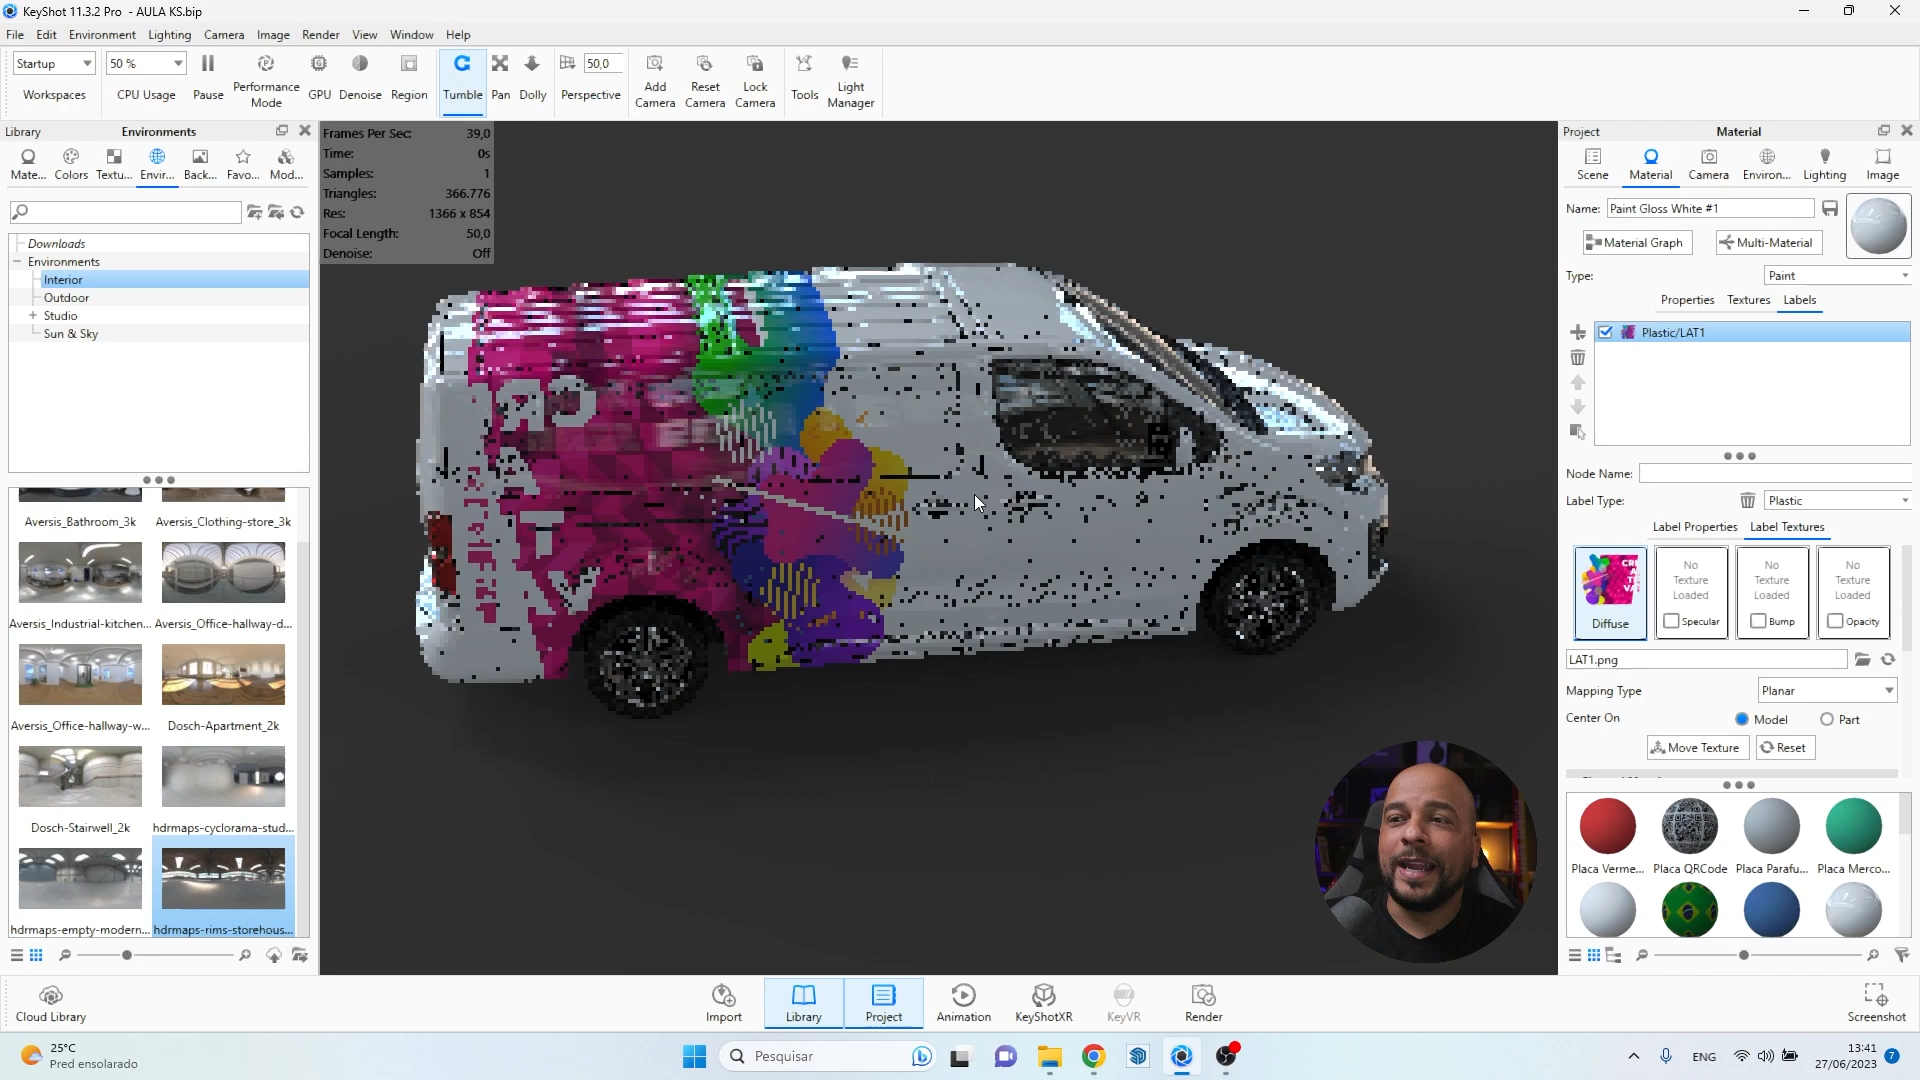 KeyShot 11.3.2 Pro - AULA KS.bip
File Edit Environment Lighting Camera Image Render View Window Help
Startup 50 % 50,0
Workspaces CPU Usage Pause Performance Mode GPU Denoise Region Tumble Pan Dolly Perspective Add Camera Reset Camera Lock Camera Tools Light Manager
Library Environments
Mate... Colors Textu... Envir... Back... Favo... Mod...
Downloads
Environments
Interior
Outdoor
Studio
Sun & Sky
Aversis_Bathroom_3k Aversis_Clothing-store_3k
Aversis_Industrial-kitchen... Aversis_Office-hallway-d...
Aversis_Office-hallway-w... Dosch-Apartment_2k
Dosch-Stairwell_2k hdrmaps-cyclorama-stud...
hdrmaps-empty-modern... hdrmaps-rims-storehous...
Frames Per Sec: 39,0
Time: 0s
Samples: 1
Triangles: 366.776
Res: 1366 x 854
Focal Length: 50,0
Denoise: Off
Project Material
Scene Material Camera Environ... Lighting Image
Name: Paint Gloss White #1
Material Graph Multi-Material
Type: Paint
Properties Textures Labels
Plastic/LAT1
Node Name:
Label Type: Plastic
Label Properties Label Textures
No Texture Loaded No Texture Loaded No Texture Loaded
Diffuse Specular Bump Opacity
LAT1.png
Mapping Type Planar
Center On Model Part
Move Texture Reset
Placa Verme... Placa QRCode Placa Parafu... Placa Merco...
Cloud Library Import Library Project Animation KeyShotXR KeyVR Render Screenshot
25°C
Pred ensolarado
Pesquisar
ENG
13:41
27/06/2023
7